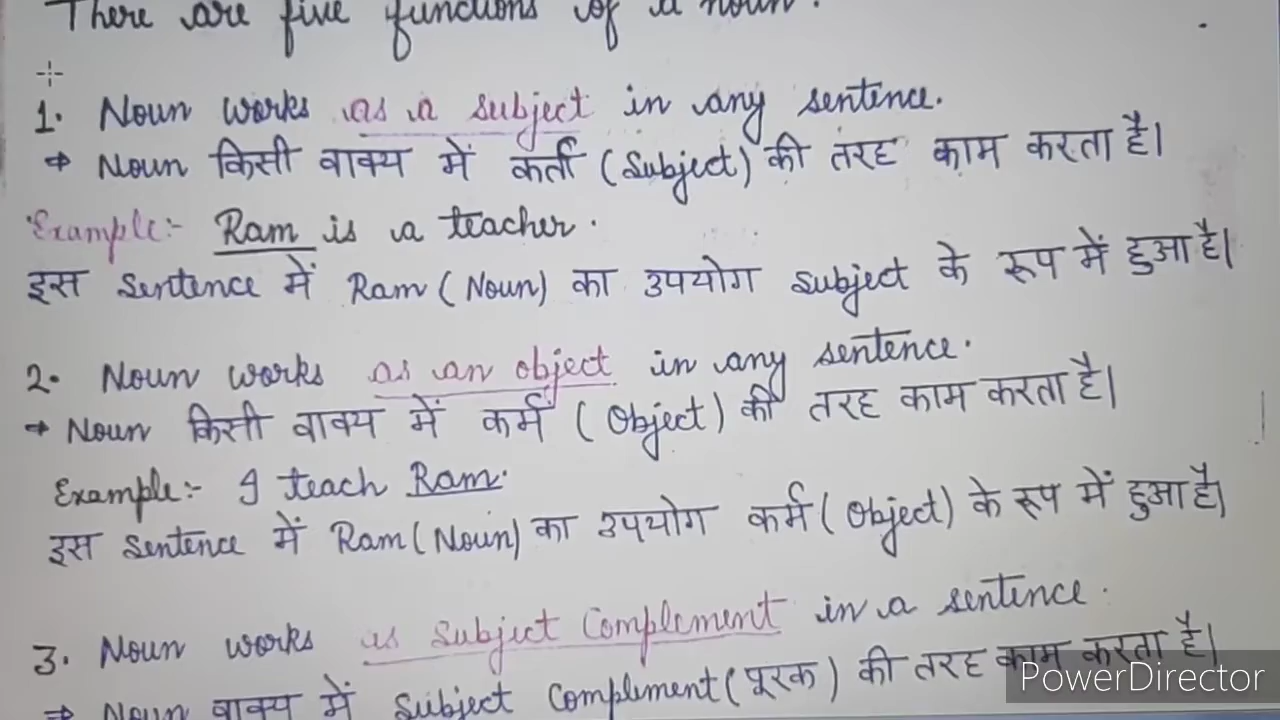 There are five functions of a noun.
1. Noun works as a subject in any sentence.
→ Noun किसी वाक्य में कर्ता (Subject) की तरह काम करता है।
Example:- Ram is a teacher.
इस Sentence में Ram (Noun) का उपयोग subject के रूप में हुआ है।
2. Noun works as an object in any sentence.
→ Noun किसी वाक्य में कर्म (Object) की तरह काम करता है।
Example:- I teach Ram.
इस Sentence में Ram (Noun) का उपयोग कर्म (Object) के रूप में हुआ है।
3. Noun works as Subject Complement in a sentence.
→ Noun वाक्य में Subject Complement (पूरक) की तरह काम करता है।
PowerDirector